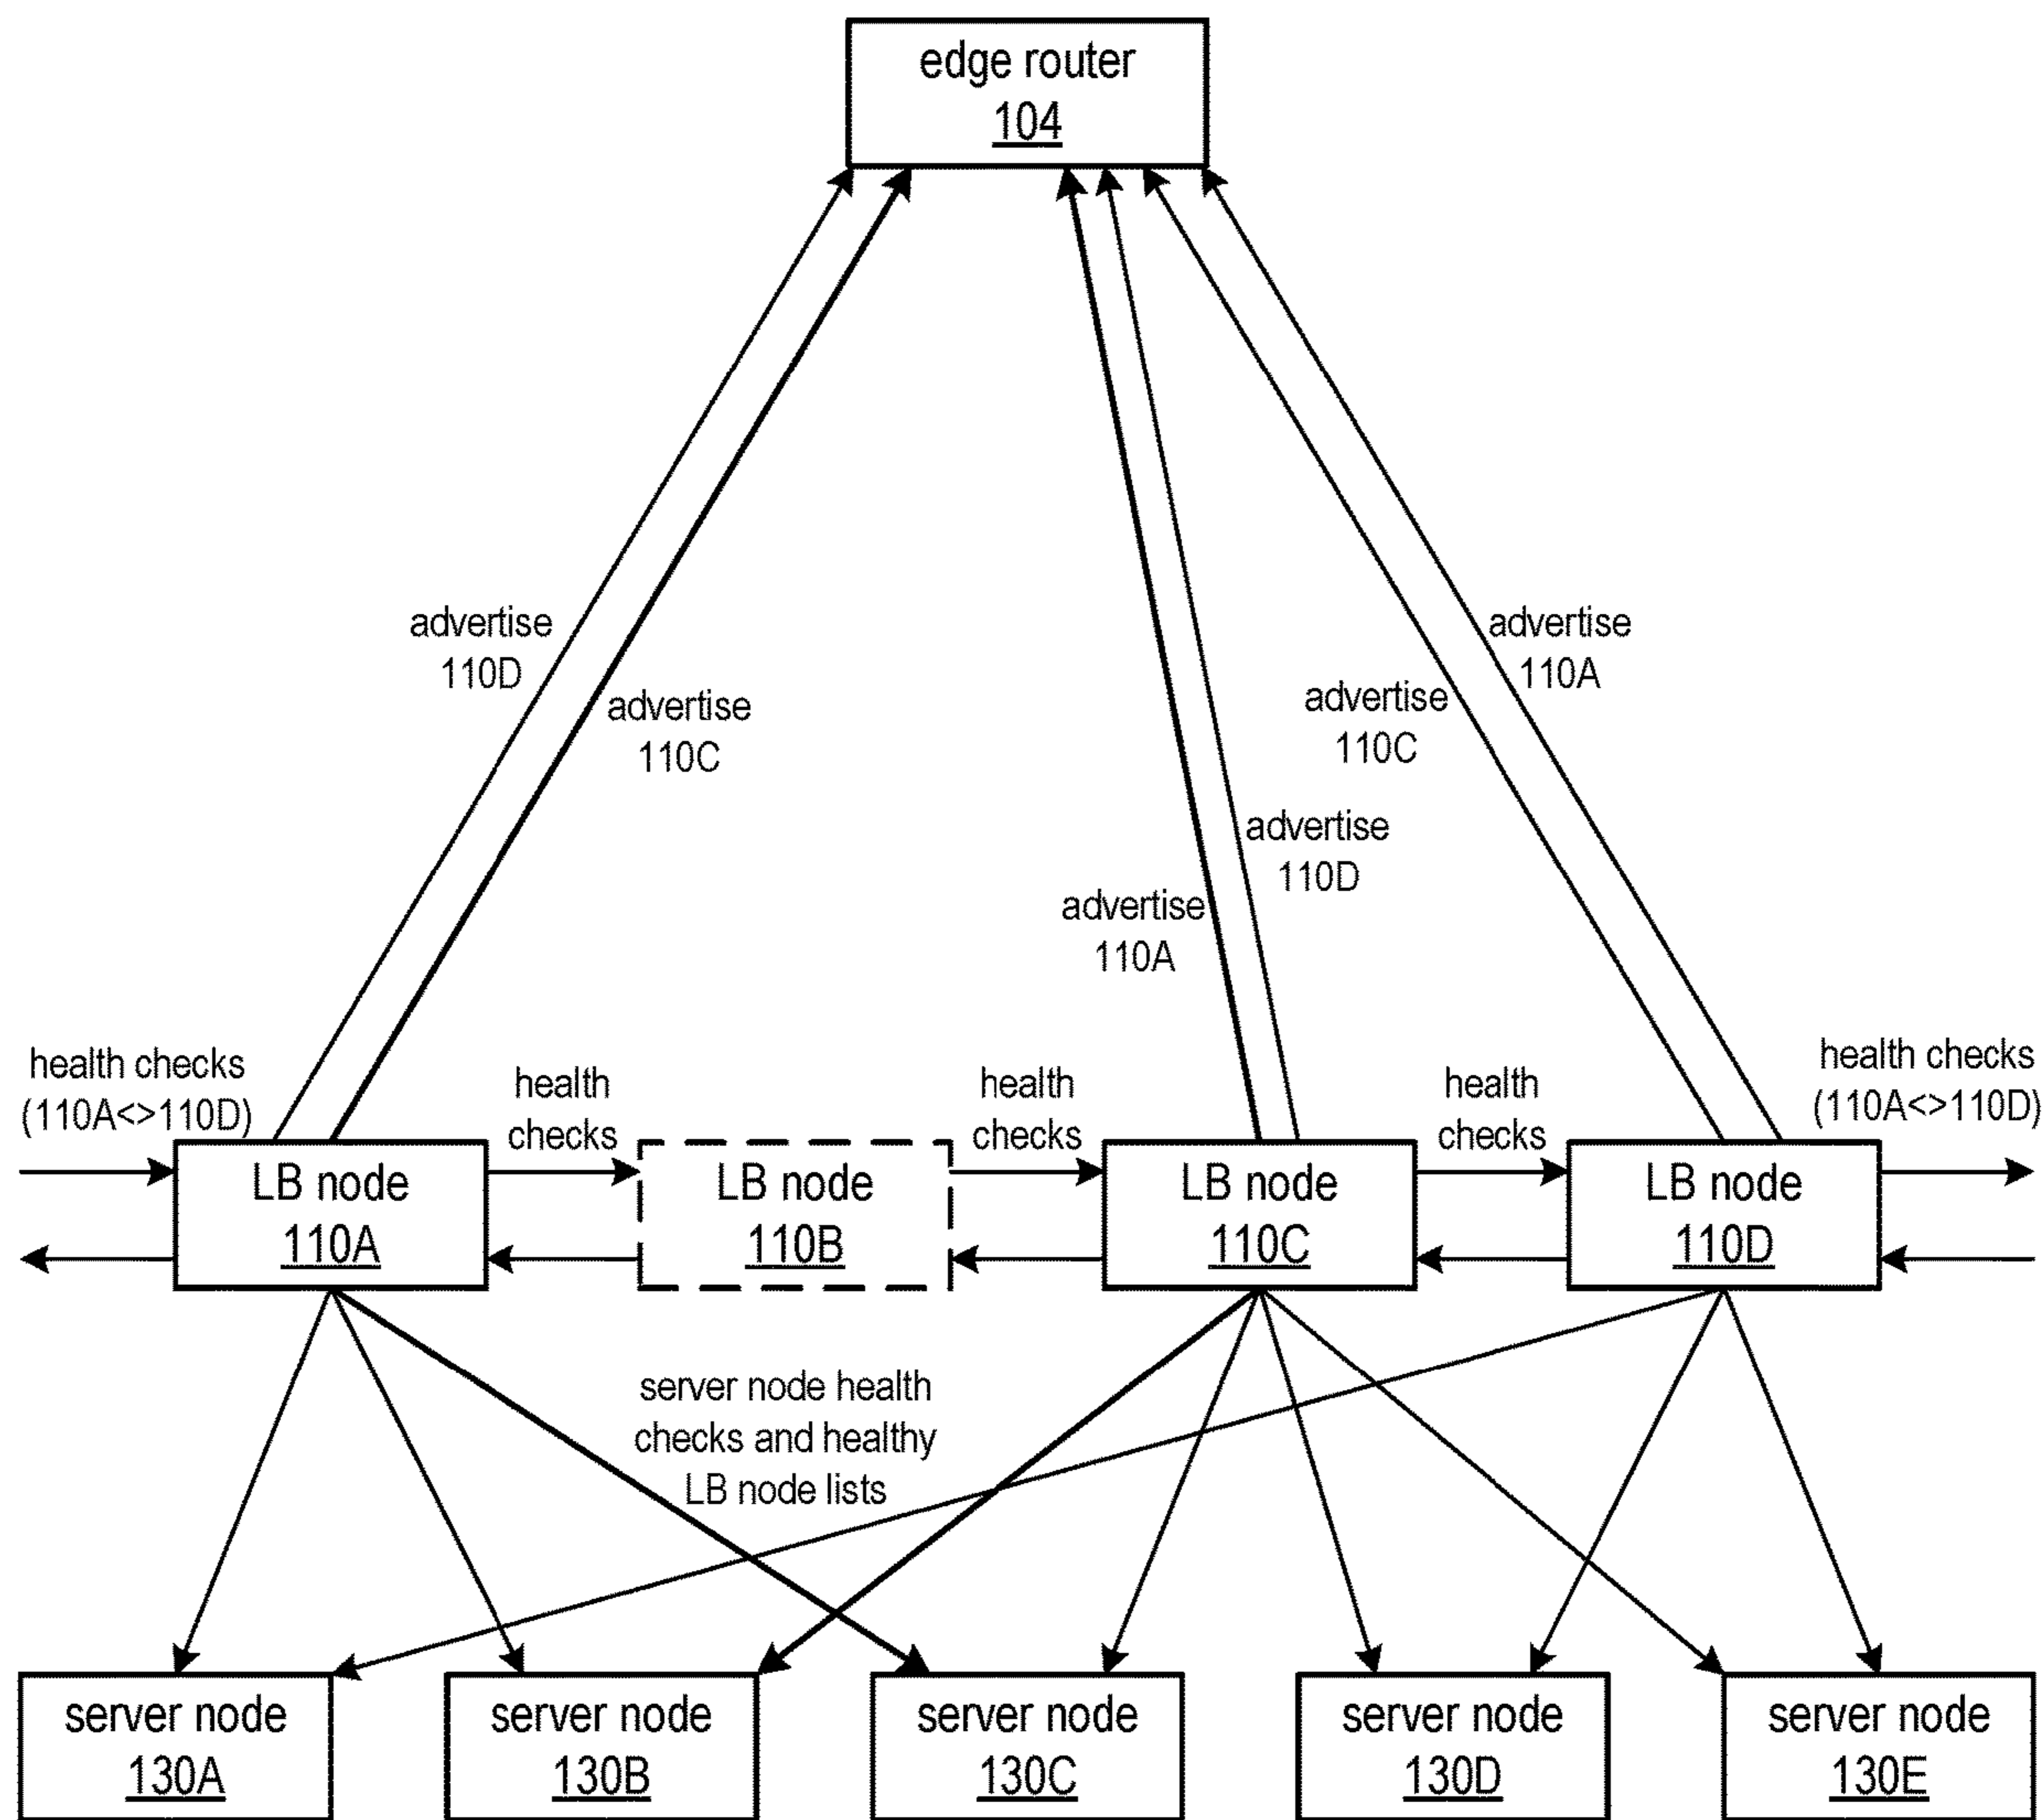 edge router
104
advertise
110D
advertise
110C
advertise
110A
advertise
110C
advertise
110D
advertise
110A
health checks
(110A<>110D)
health
checks
health
checks
health
checks
health checks
(110A<>110D)
LB node
110A
LB node
110B
LB node
110C
LB node
110D
server node health
checks and healthy
LB node lists
server node
130A
server node
130B
server node
130C
server node
130D
server node
130E